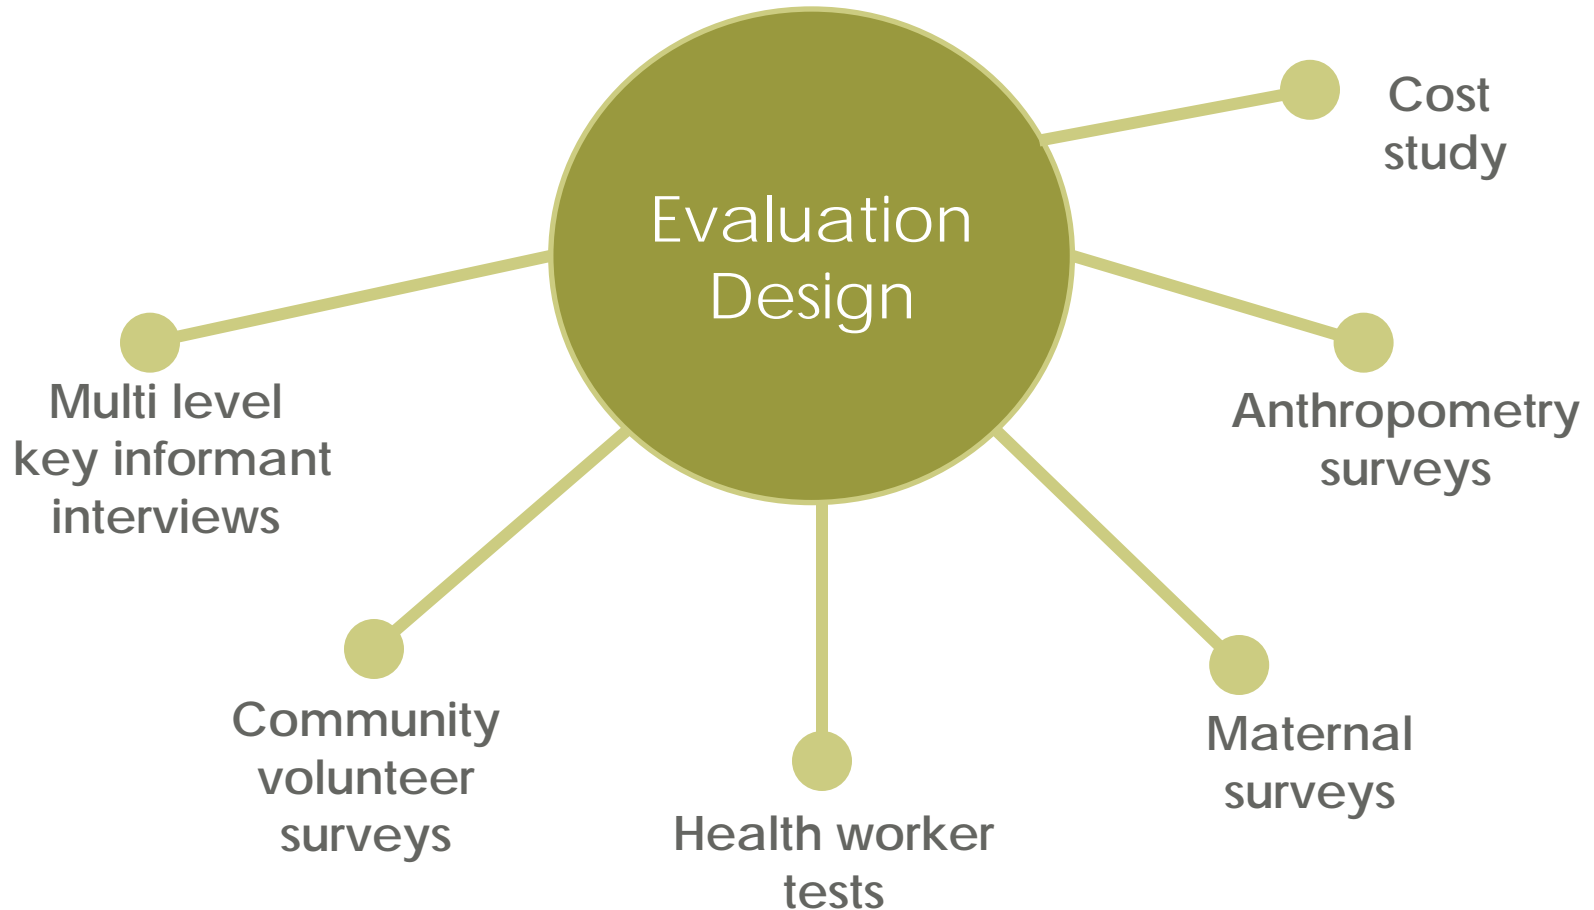 Evaluation
Design
Cost
study
Anthropometry
surveys
Maternal
surveys
Health worker
tests
Community
volunteer
surveys
Multi level
key informant
interviews